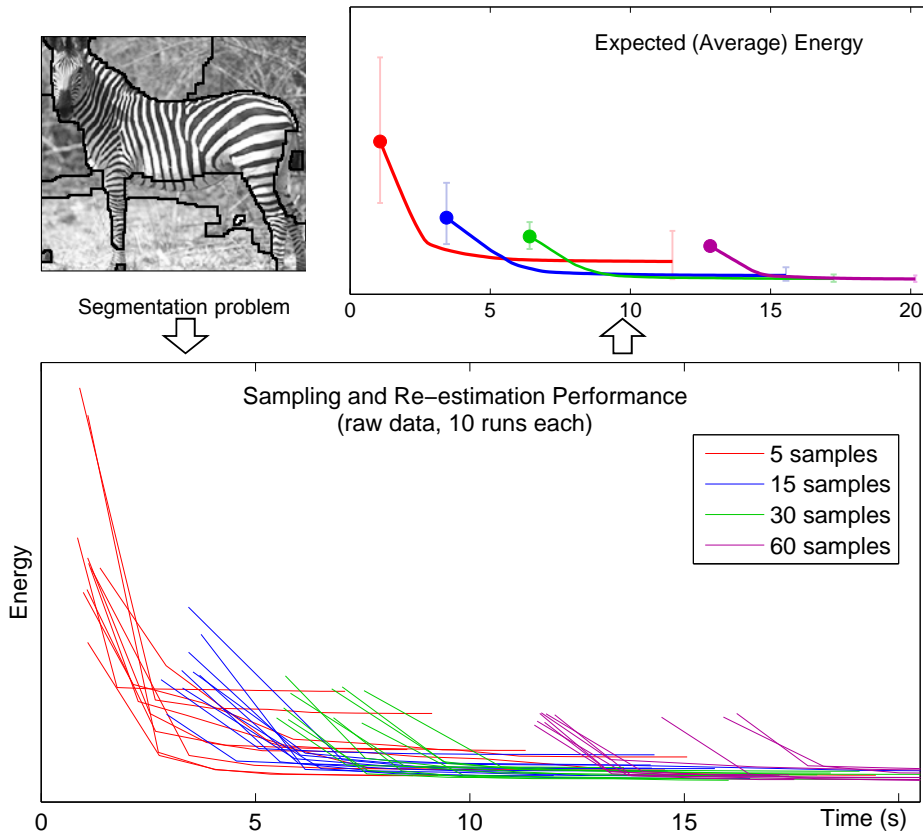 Expected (Average) Energy
0 5 10 15 20
Segmentation problem
Sampling and Re−estimation Performance
(raw data, 10 runs each)
5 samples
15 samples
30 samples
60 samples
Energy
0 5 10 15 Time (s)